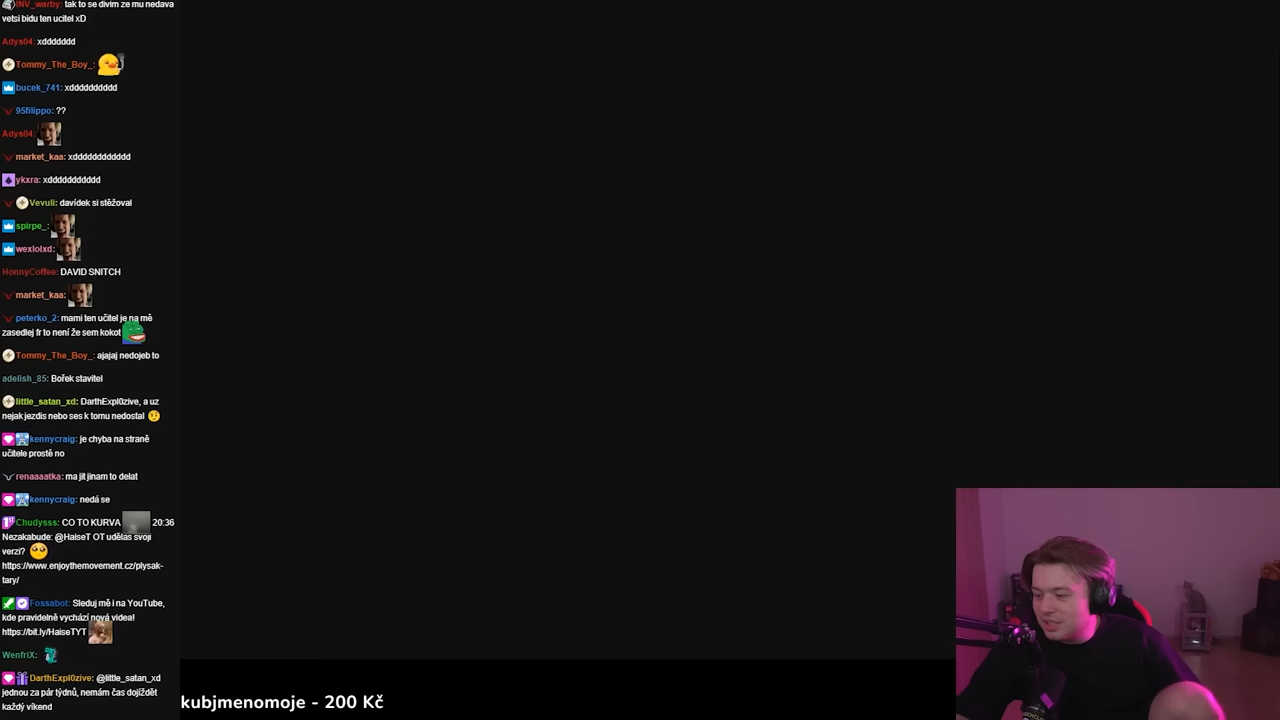 INV_warby: tak to se divim ze mu nedava
vetsi bidu ten ucitel xD
Adys04: xddddddd
Tommy_The_Boy_:
bucek_741: xdddddddddd
95filippo: ??
Adys04:
market_kaa: xdddddddddddd
ykxra: xddddddddddd
Vevuli: davídek si stěžoval
spirpe_:
wexlolxd:
HonnyCoffee: DAVID SNITCH
market_kaa:
peterko_2: mami ten učitel je na mě
zasedlej fr to není že sem kokot
Tommy_The_Boy_: ajajaj nedojeb to
adelish_85: Bořek stavitel
little_satan_xd: DarthExpl0zive, a uz
nejak jezdis nebo ses k tomu nedostal
kennycraig: je chyba na straně
učitele prostě no
renaaaatka: ma jit jinam to delat
kennycraig: nedá se
Chudysss: CO TO KURVA 20:36
Nezakabude: @HaiseT OT udělas svoji
verzi?
https://www.enjoythemovement.cz/plysak-
tary/
Fossabot: Sleduj mě i na YouTube,
kde pravidelně vychází nová videa!
https://bit.ly/HaiseTYT
WenfriX:
DarthExpl0zive: @little_satan_xd
jednou za pár týdnů, nemám čas dojíždět
každý víkend
kubjmenomoje - 200 Kč